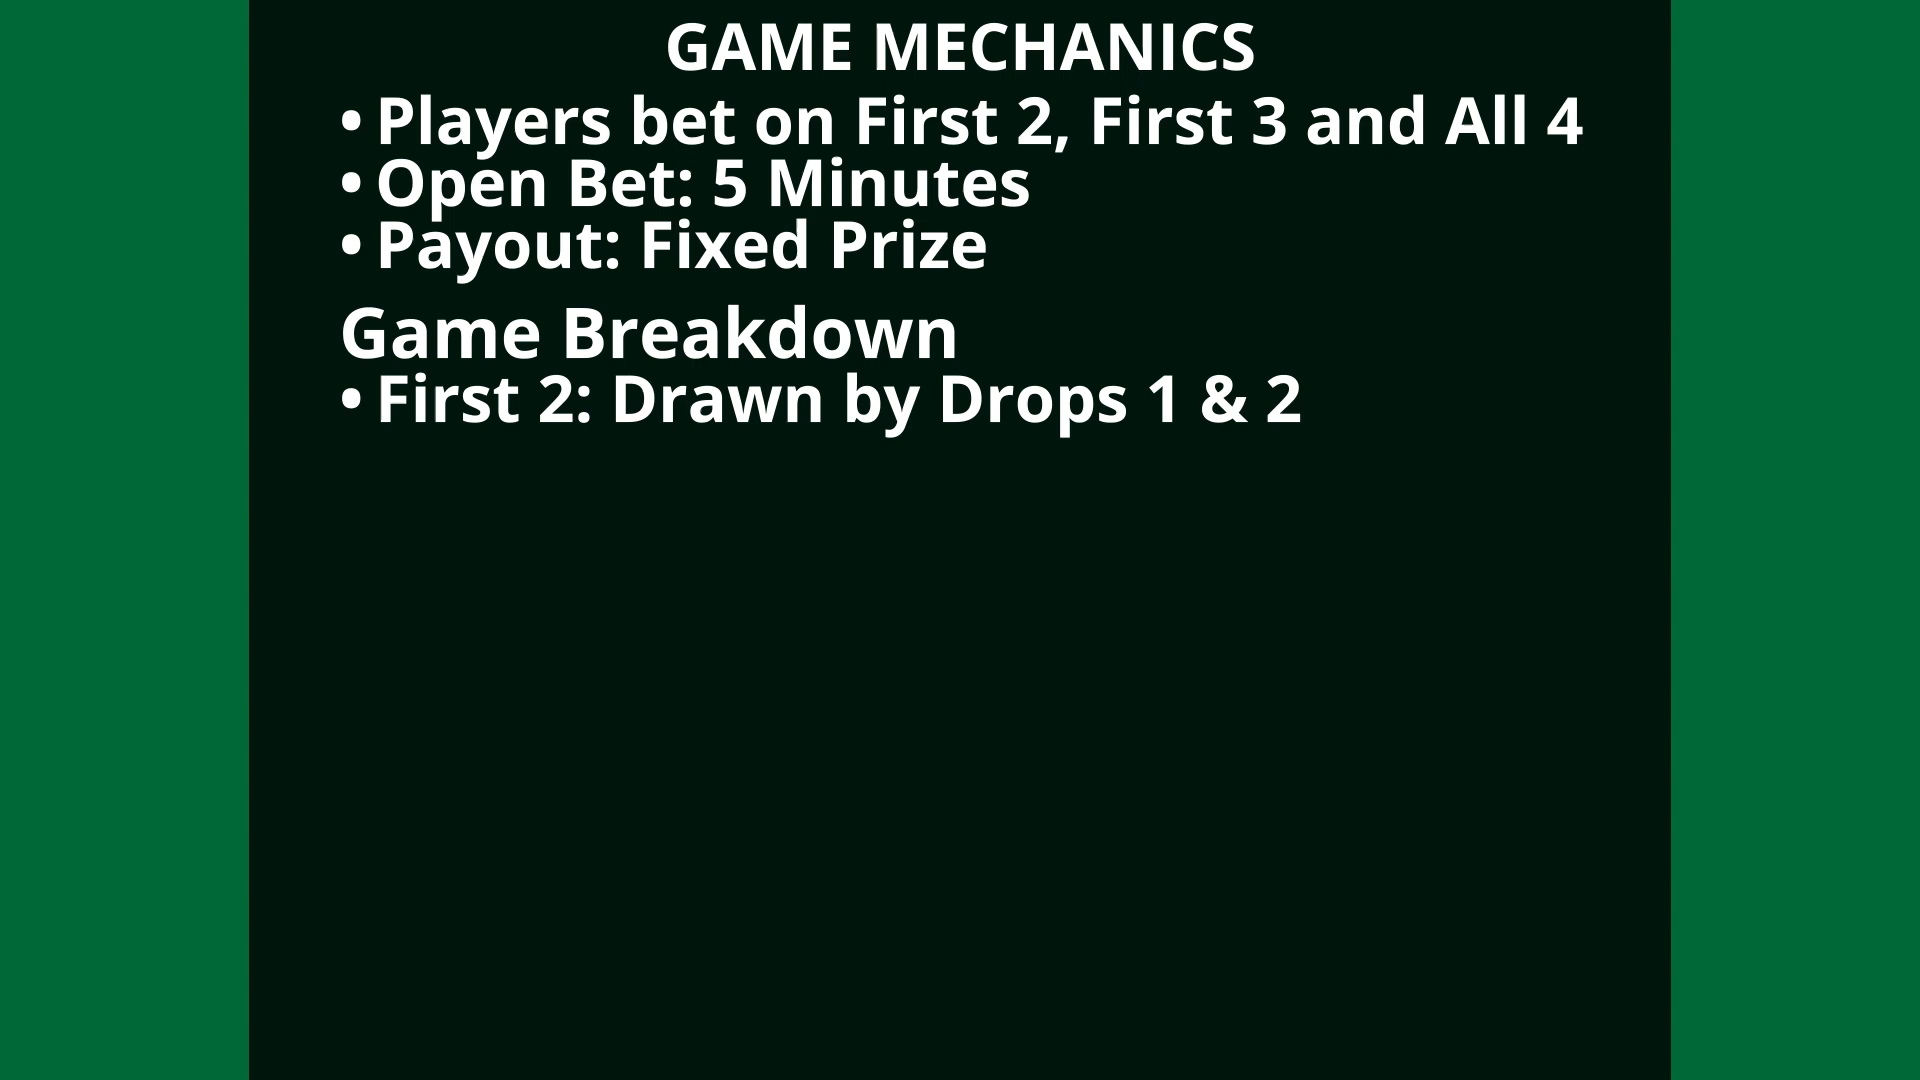 GAME MECHANICS
• Players bet on First 2, First 3 and All 4
• Open Bet: 5 Minutes
• Payout: Fixed Prize
Game Breakdown
• First 2: Drawn by Drops 1 & 2